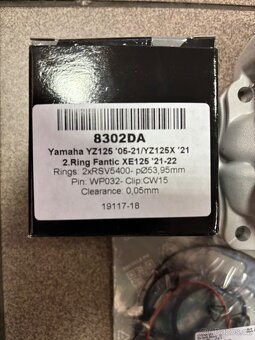 8302DA
Yamaha YZ125 '05-21/YZ125X '21
2.Ring Fantic XE125 '21-22
Rings: 2xRSV5400- pØ53,95mm
Pin: WP032- Clip:CW15
Clearance: 0,05mm
19117-18